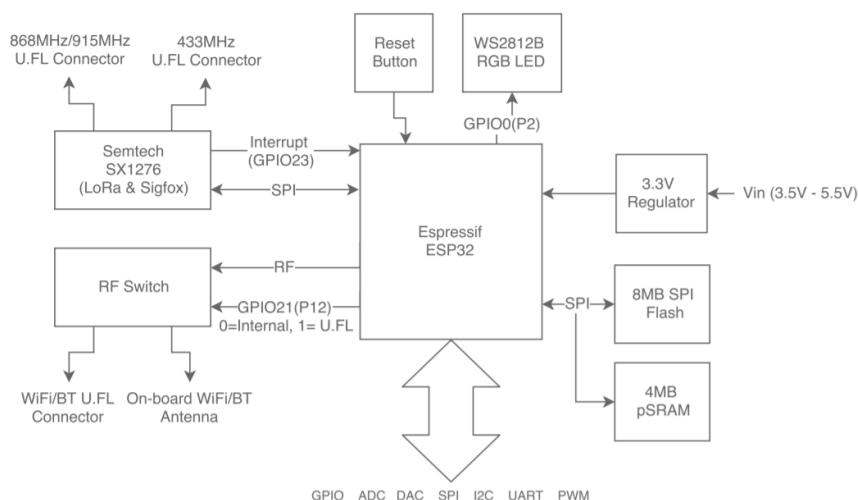 868MHz/915MHz
U.FL Connector
433MHz
U.FL Connector
Reset
Button
WS2812B
RGB LED
GPIO0(P2)
Semtech
SX1276
(LoRa & Sigfox)
Interrupt
(GPIO23)
SPI
Espressif
ESP32
3.3V
Regulator
Vin (3.5V - 5.5V)
RF Switch
RF
GPIO21(P12)
0=Internal, 1= U.FL
SPI
8MB SPI
Flash
4MB
pSRAM
WiFi/BT U.FL
Connector
On-board WiFi/BT
Antenna
GPIO ADC DAC SPI I2C UART PWM